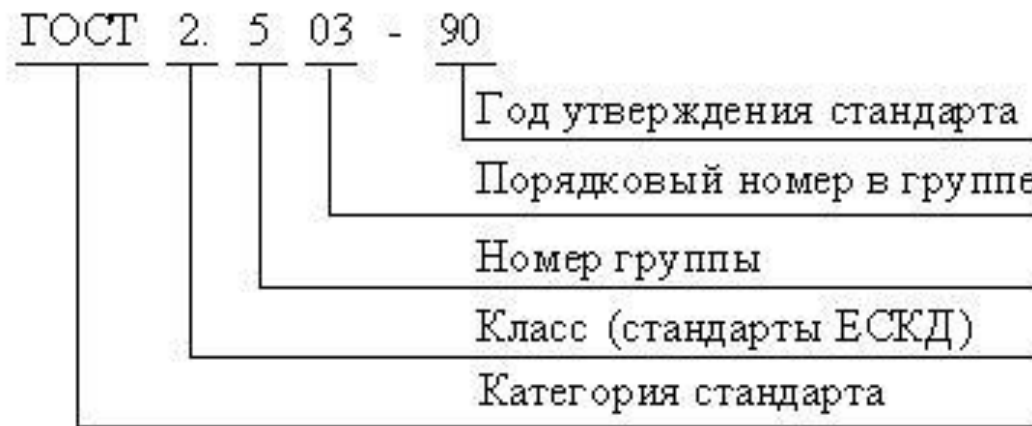 ГОСТ 2. 5 03 - 90
Год утверждения стандарта
Порядковый номер в группе
Номер группы
Класс (стандарты ЕСКД)
Категория стандарта